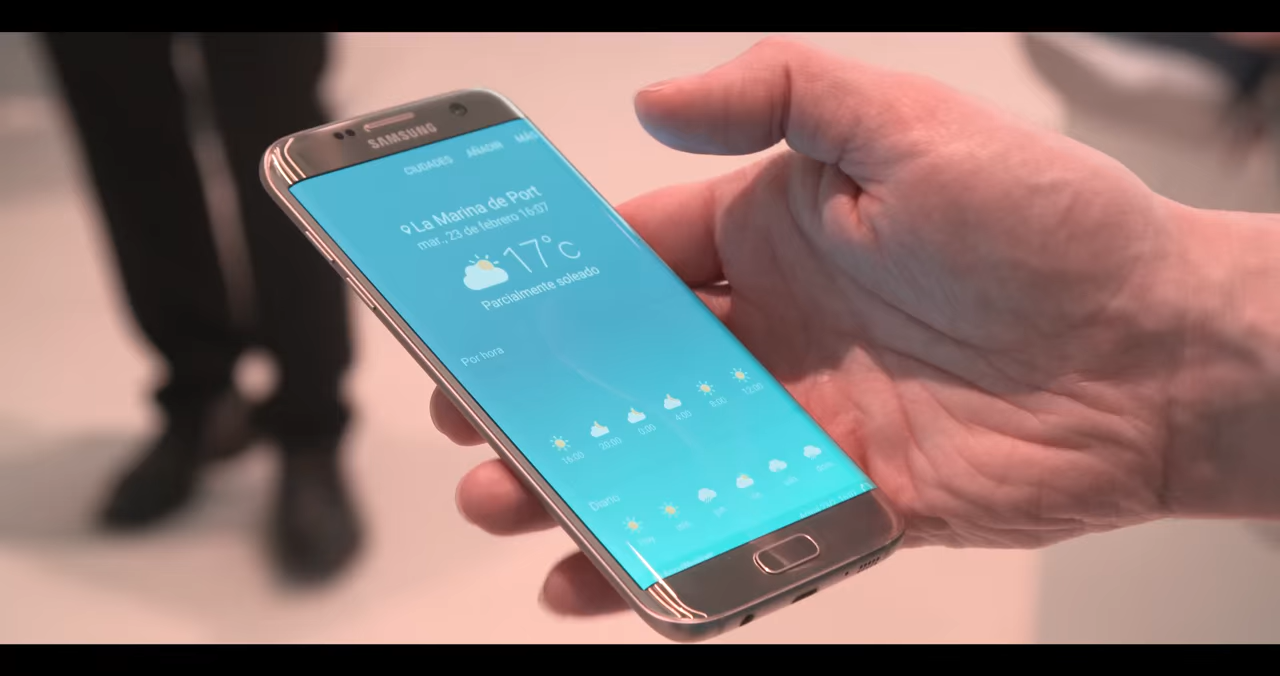 SAMSUNG
CIUDADES AÑADIR MÁS
La Marina de Port
mar., 23 de febrero 16:07
17°C
Parcialmente soleado
Por hora
16:00 20:00 0:00 4:00 8:00 12:00
Diario